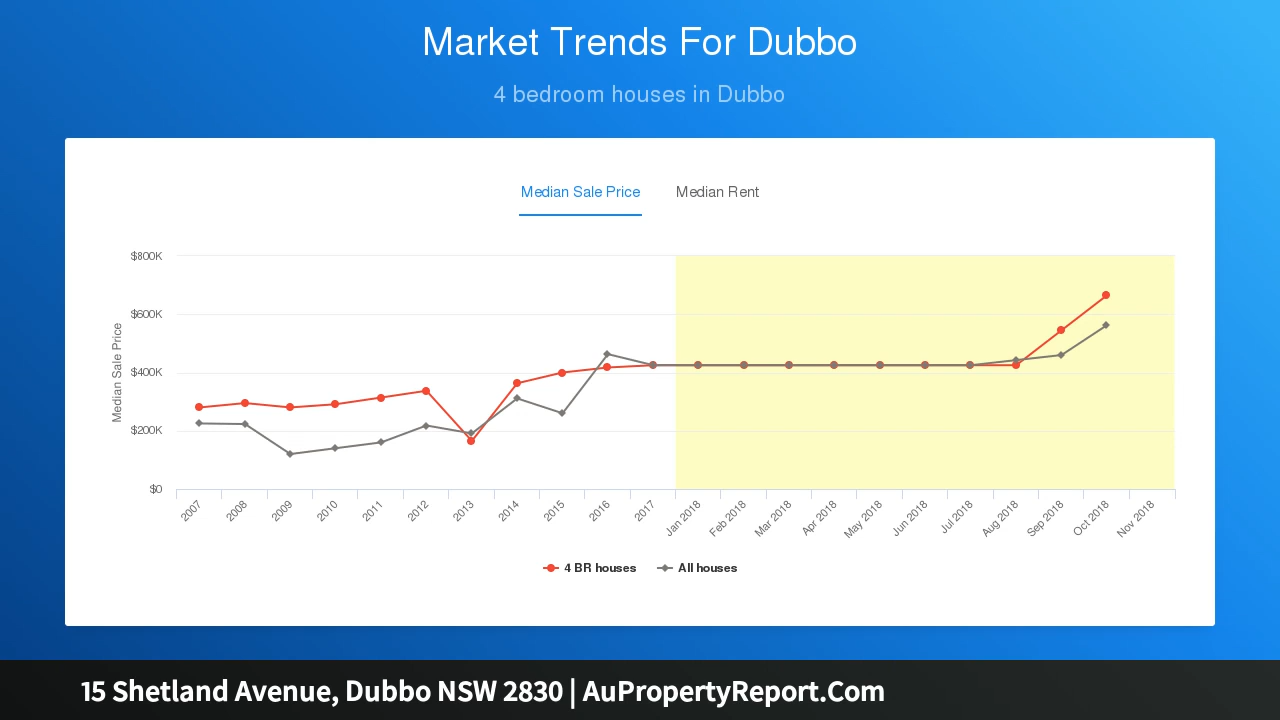 Market Trends For Dubbo
4 bedroom houses in Dubbo
Median Sale Price Median Rent
Median Sale Price
$800K
$600K
$400K
$200K
$0
2007 2008 2009 2010 2011 2012 2013 2014 2015 2016 2017 Jan 2018 Feb 2018 Mar 2018 Apr 2018 May 2018 Jun 2018 Jul 2018 Aug 2018 Sep 2018 Oct 2018 Nov 2018
4 BR houses All houses
15 Shetland Avenue, Dubbo NSW 2830 | AuPropertyReport.Com